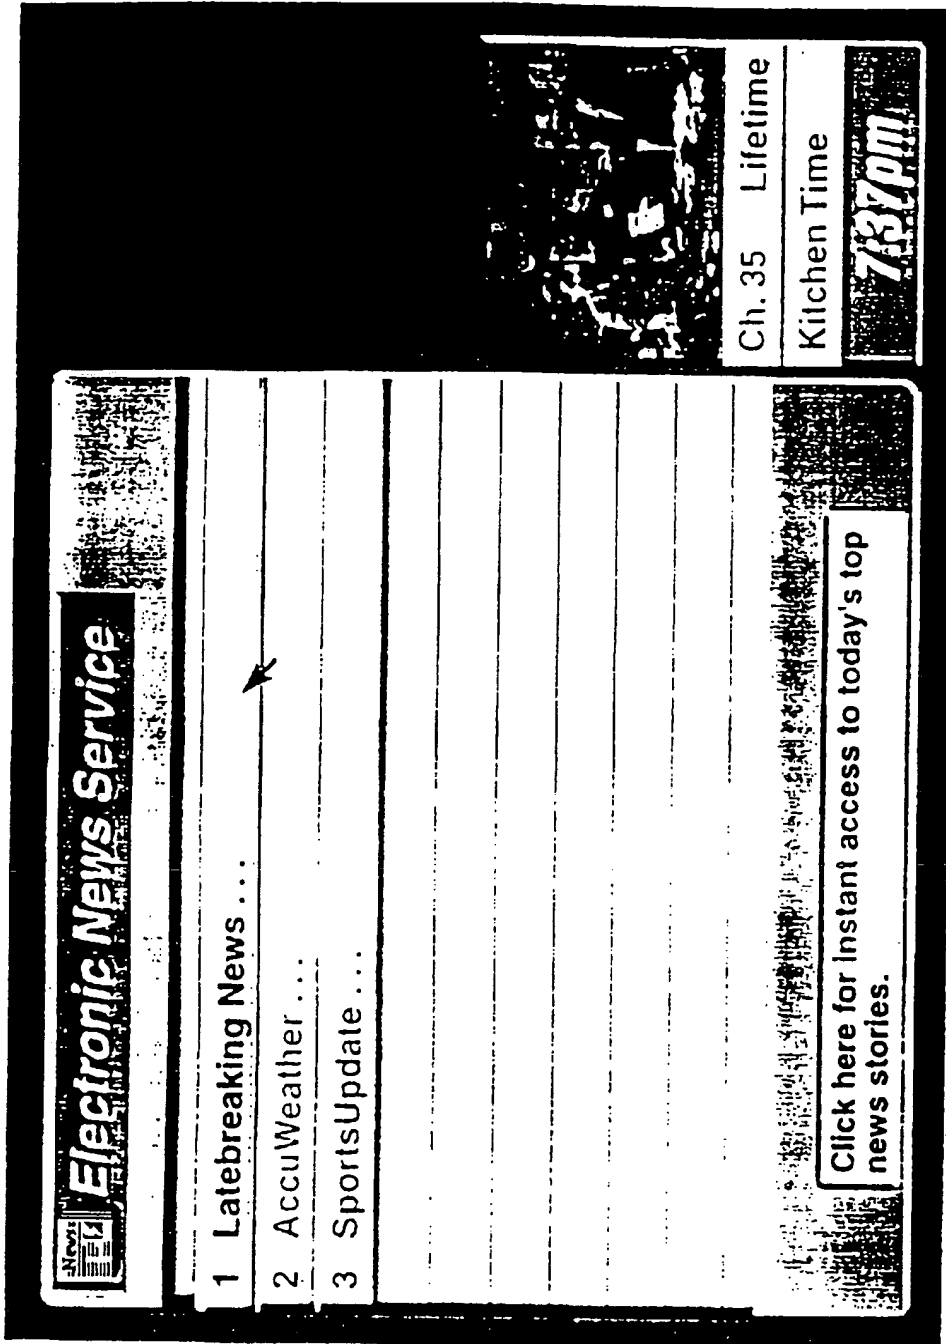 News
Electronic News Service
1 Latebreaking News...
2 AccuWeather...
3 SportsUpdate...
Click here for instant access to today's top
news stories.
Ch. 35 Lifetime
Kitchen Time
7:37pm